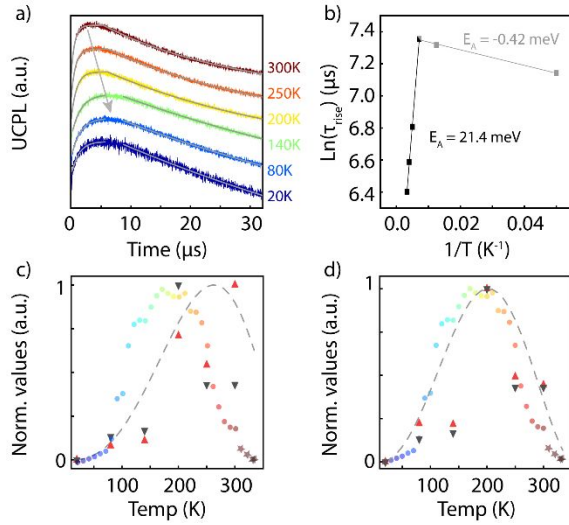 a)
UCPL (a.u.)
300K
250K
200K
140K
80K
20K
0 10 20 30
Time (µs)
b)
Ln(τrise) (µs)
7.4
7.2
7.0
6.8
6.6
6.4
EA = -0.42 meV
EA = 21.4 meV
0.0 0.02 0.04
1/T (K-1)
c)
Norm. values (a.u.)
1
0
100 200 300
Temp (K)
d)
Norm. values (a.u.)
1
0
100 200 300
Temp (K)